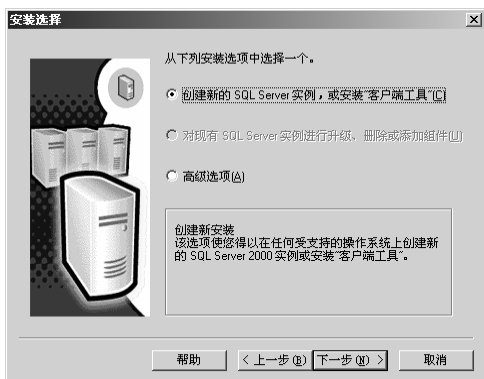 安装选择
从下列安装选项中选择一个。
创建新的 SQL Server 实例，或安装"客户端工具"(C)
对现有 SQL Server 实例进行升级、删除或添加组件(U)
高级选项(A)
创建新安装
该选项使您得以在任何受支持的操作系统上创建新
的 SQL Server 2000 实例或安装"客户端工具"。
帮助
< 上一步(B)
下一步(N) >
取消